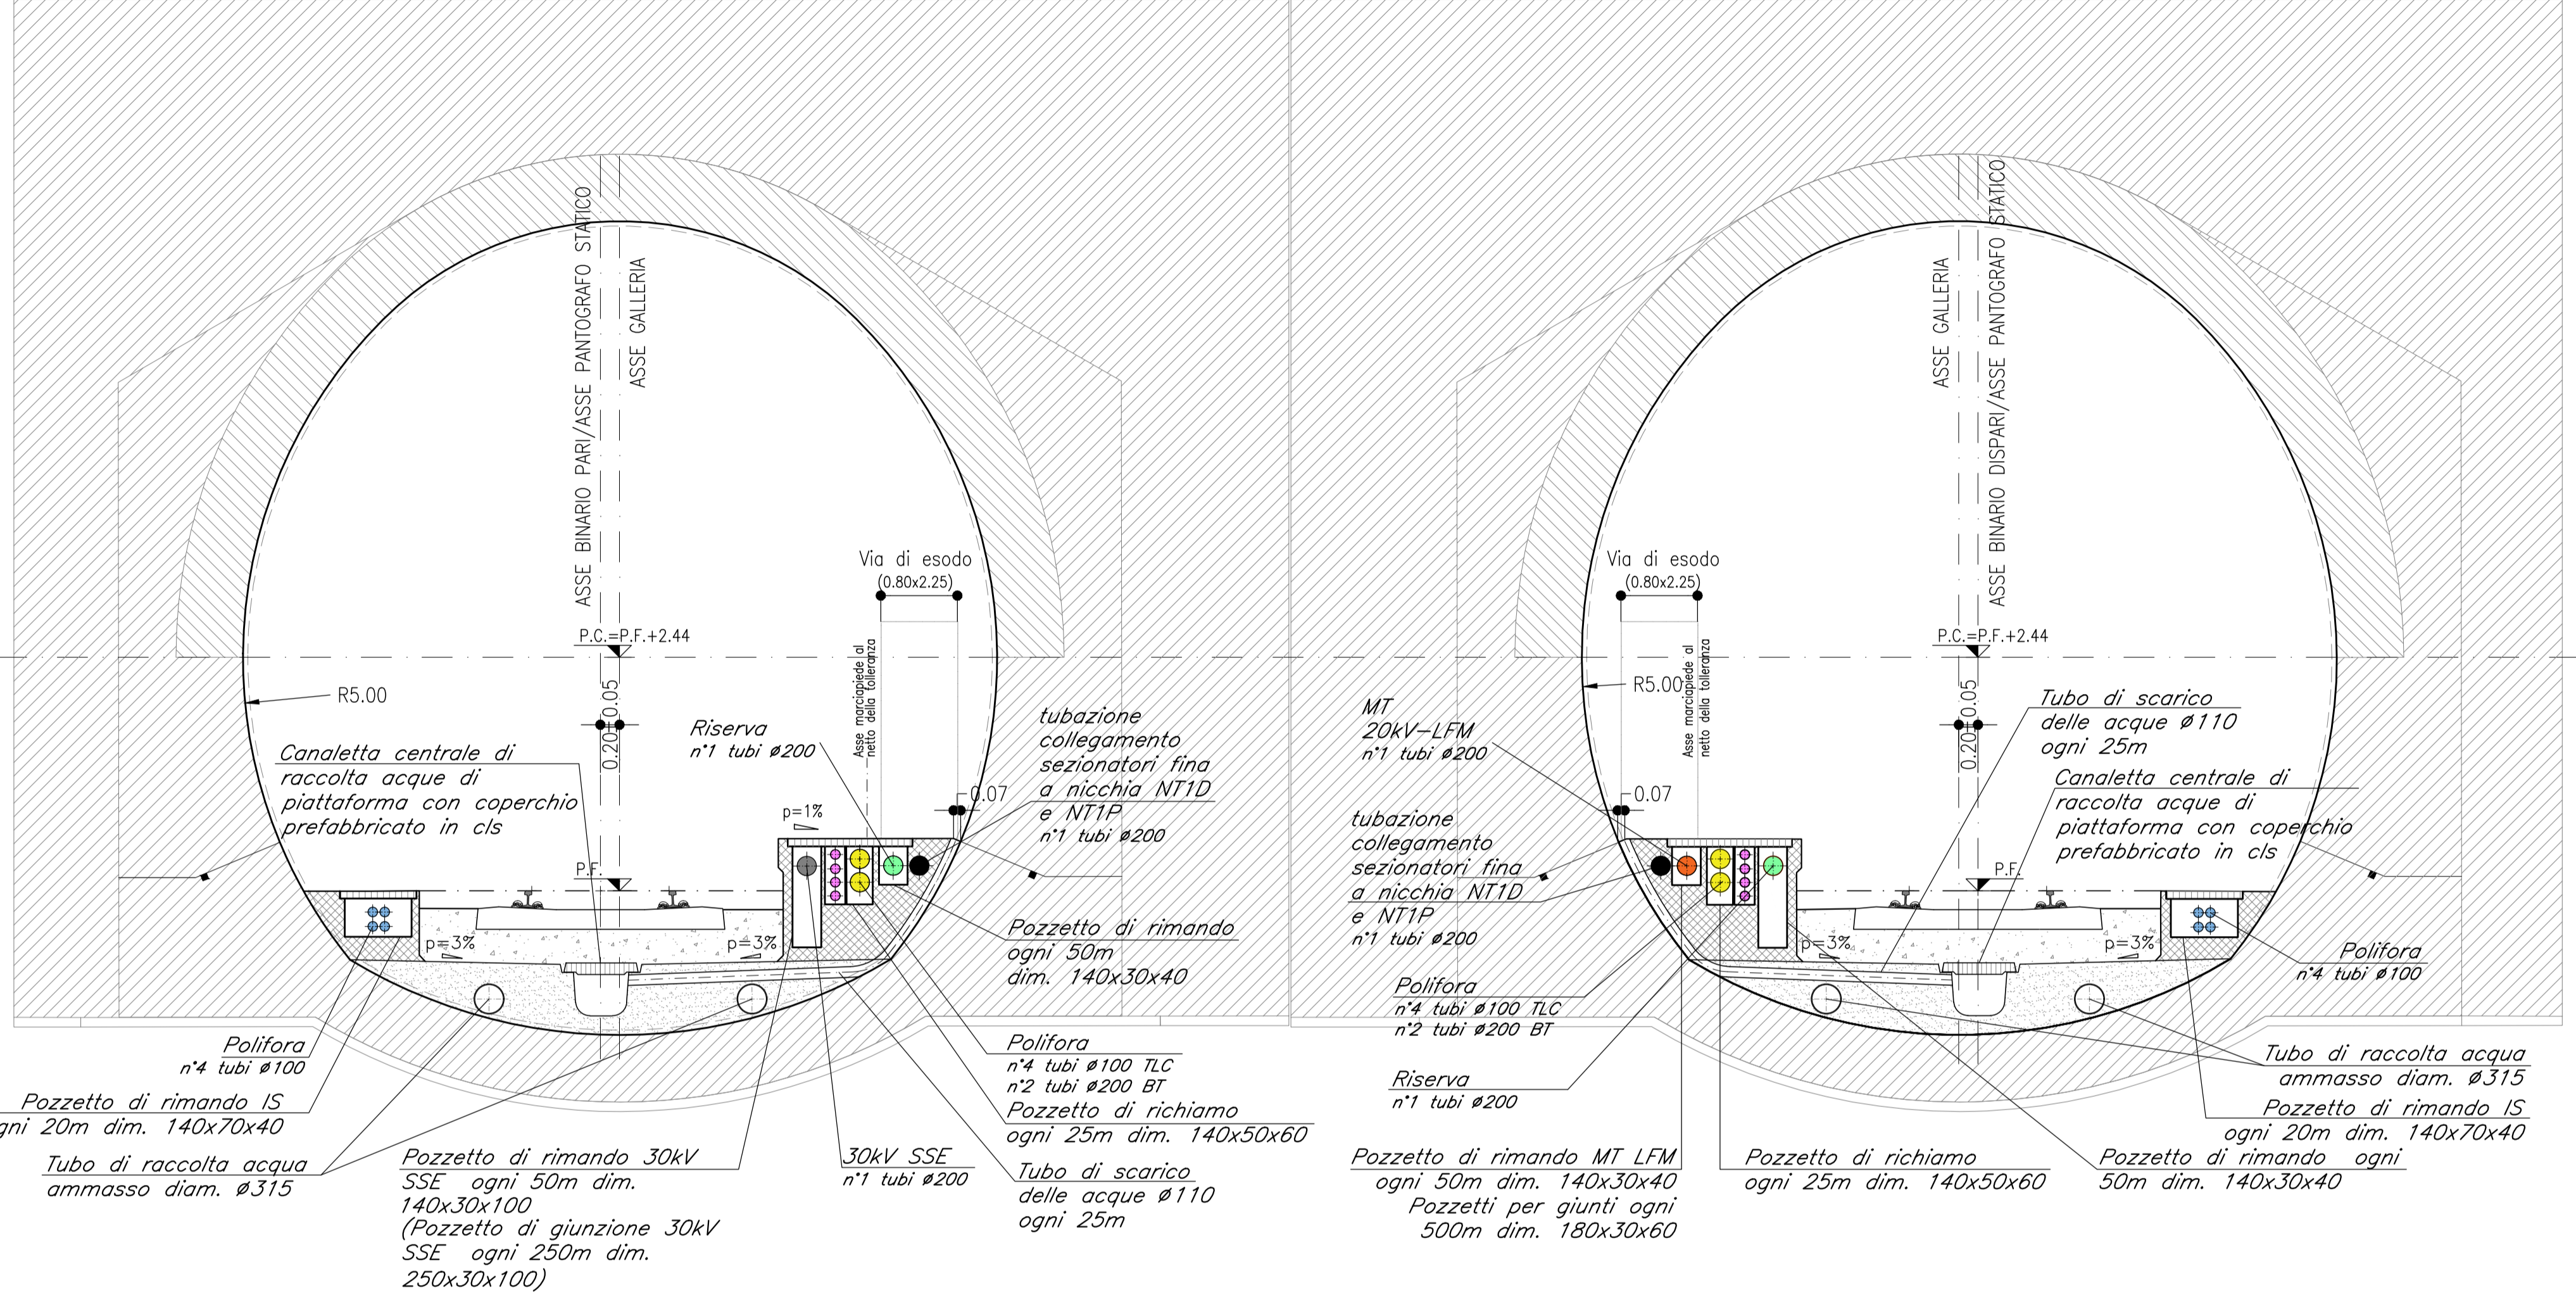 ASSE BINARIO PARI/ASSE PANTOGRAFO STATICO
ASSE GALLERIA
Via di esodo
(0.80x2.25)
P.C.=P.F.+2.44
Asse marciapiede al
netto della tolleranza
R5.00
0.20±0.05
Riserva
n°1 tubi ø200
tubazione
collegamento
sezionatori fina
a nicchia NT1D
e NT1P
n°1 tubi ø200
Canaletta centrale di
raccolta acque di
piattaforma con coperchio
prefabbricato in cls
0.07
p=1%
P.F.
p=3%
p=3%
Pozzetto di rimando
ogni 50m
dim. 140x30x40
Polifora
n°4 tubi ø100
Pozzetto di rimando IS
gni 20m dim. 140x70x40
Tubo di raccolta acqua
ammasso diam. ø315
Pozzetto di rimando 30kV
SSE ogni 50m dim.
140x30x100
(Pozzetto di giunzione 30kV
SSE ogni 250m dim.
250x30x100)
30kV SSE
n°1 tubi ø200
Polifora
n°4 tubi ø100 TLC
n°2 tubi ø200 BT
Pozzetto di richiamo
ogni 25m dim. 140x50x60
Tubo di scarico
delle acque ø110
ogni 25m
ASSE GALLERIA
ASSE BINARIO DISPARI/ASSE PANTOGRAFO STATICO
Via di esodo
(0.80x2.25)
P.C.=P.F.+2.44
Asse marciapiede al
netto della tolleranza
R5.00
0.20±0.05
MT
20kV-LFM
n°1 tubi ø200
Tubo di scarico
delle acque ø110
ogni 25m
Canaletta centrale di
raccolta acque di
piattaforma con coperchio
prefabbricato in cls
0.07
tubazione
collegamento
sezionatori fina
a nicchia NT1D
e NT1P
n°1 tubi ø200
P.F.
p=3%
p=3%
Polifora
n°4 tubi ø100
Polifora
n°4 tubi ø100 TLC
n°2 tubi ø200 BT
Riserva
n°1 tubi ø200
Tubo di raccolta acqua
ammasso diam. ø315
Pozzetto di rimando IS
ogni 20m dim. 140x70x40
Pozzetto di rimando MT LFM
ogni 50m dim. 140x30x40
Pozzetti per giunti ogni
500m dim. 180x30x60
Pozzetto di richiamo
ogni 25m dim. 140x50x60
Pozzetto di rimando ogni
50m dim. 140x30x40